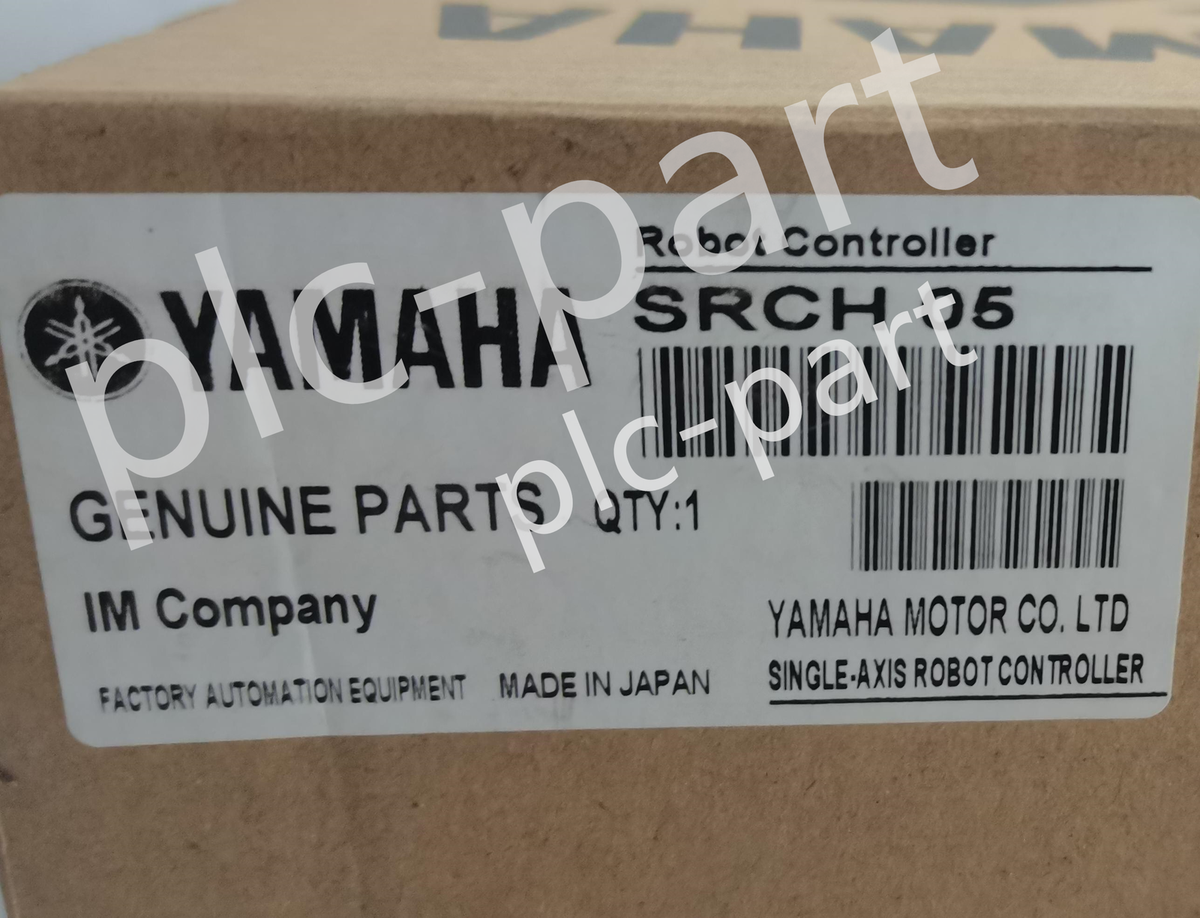 YAMAHA
plc-part
Robot Controller
YAMAHA
SRCH 05
plc-part
GENUINE PARTS QTY:1
IM Company
YAMAHA MOTOR CO. LTD
FACTORY AUTOMATION EQUIPMENT MADE IN JAPAN
SINGLE-AXIS ROBOT CONTROLLER